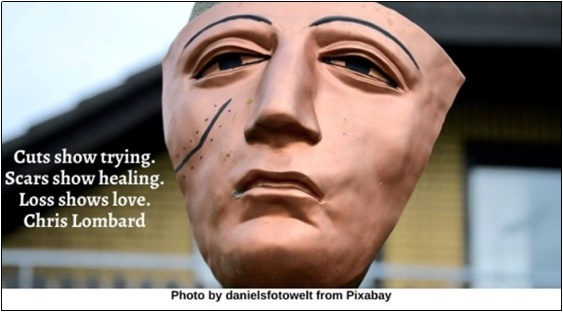 Cuts show trying.
Scars show healing.
Loss shows love.
Chris Lombard
Photo by danielsfotowelt from Pixabay